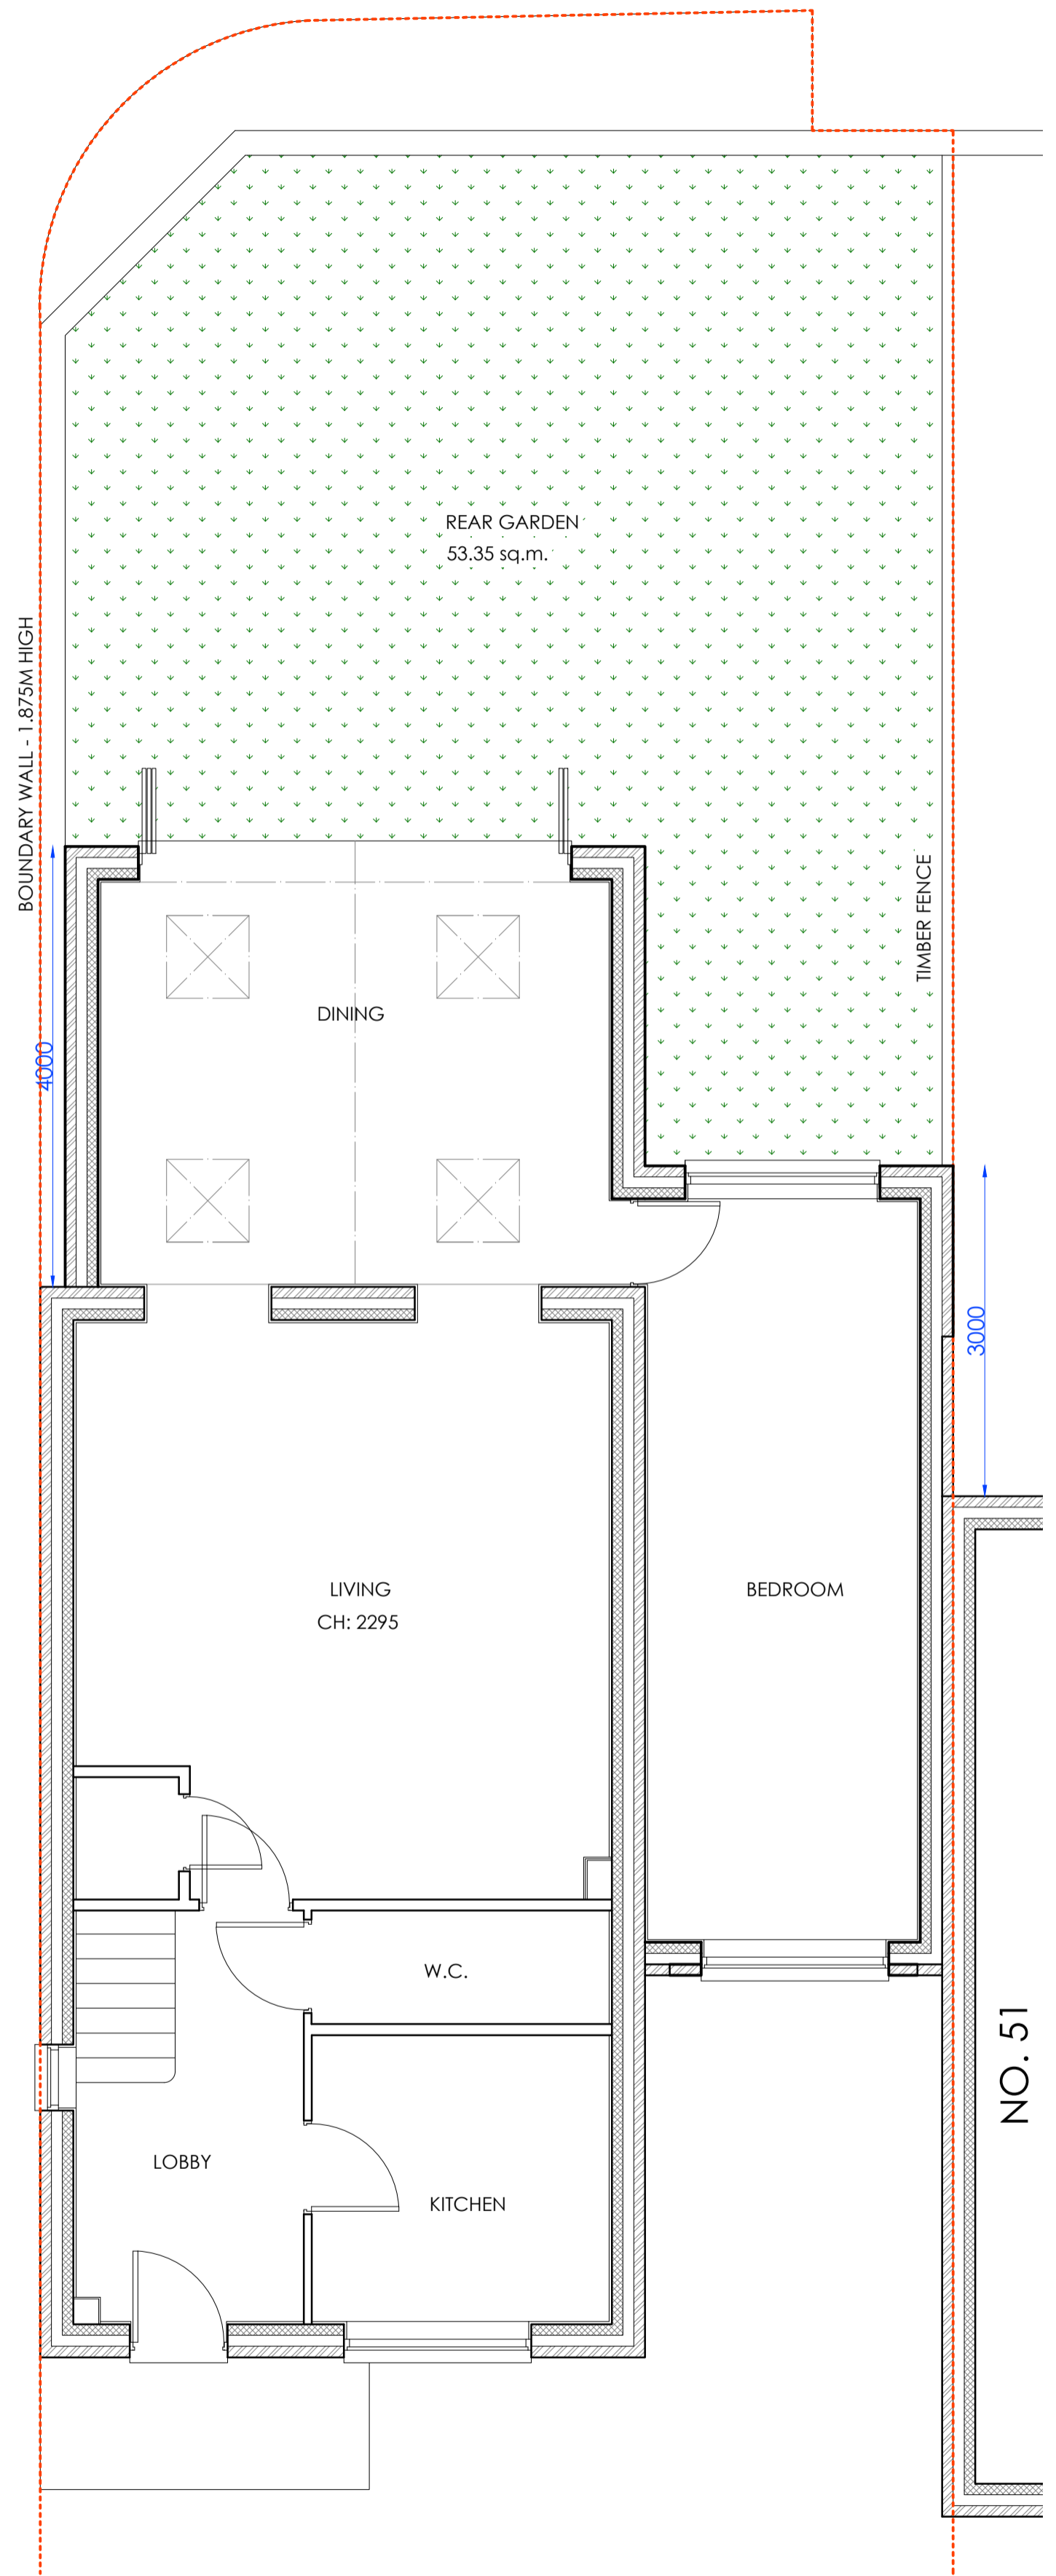 REAR GARDEN
53.35 sq.m.
BOUNDARY WALL - 1.875M HIGH
TIMBER FENCE
4000
DINING
3000
LIVING
CH: 2295
BEDROOM
W.C.
NO. 51
LOBBY
KITCHEN